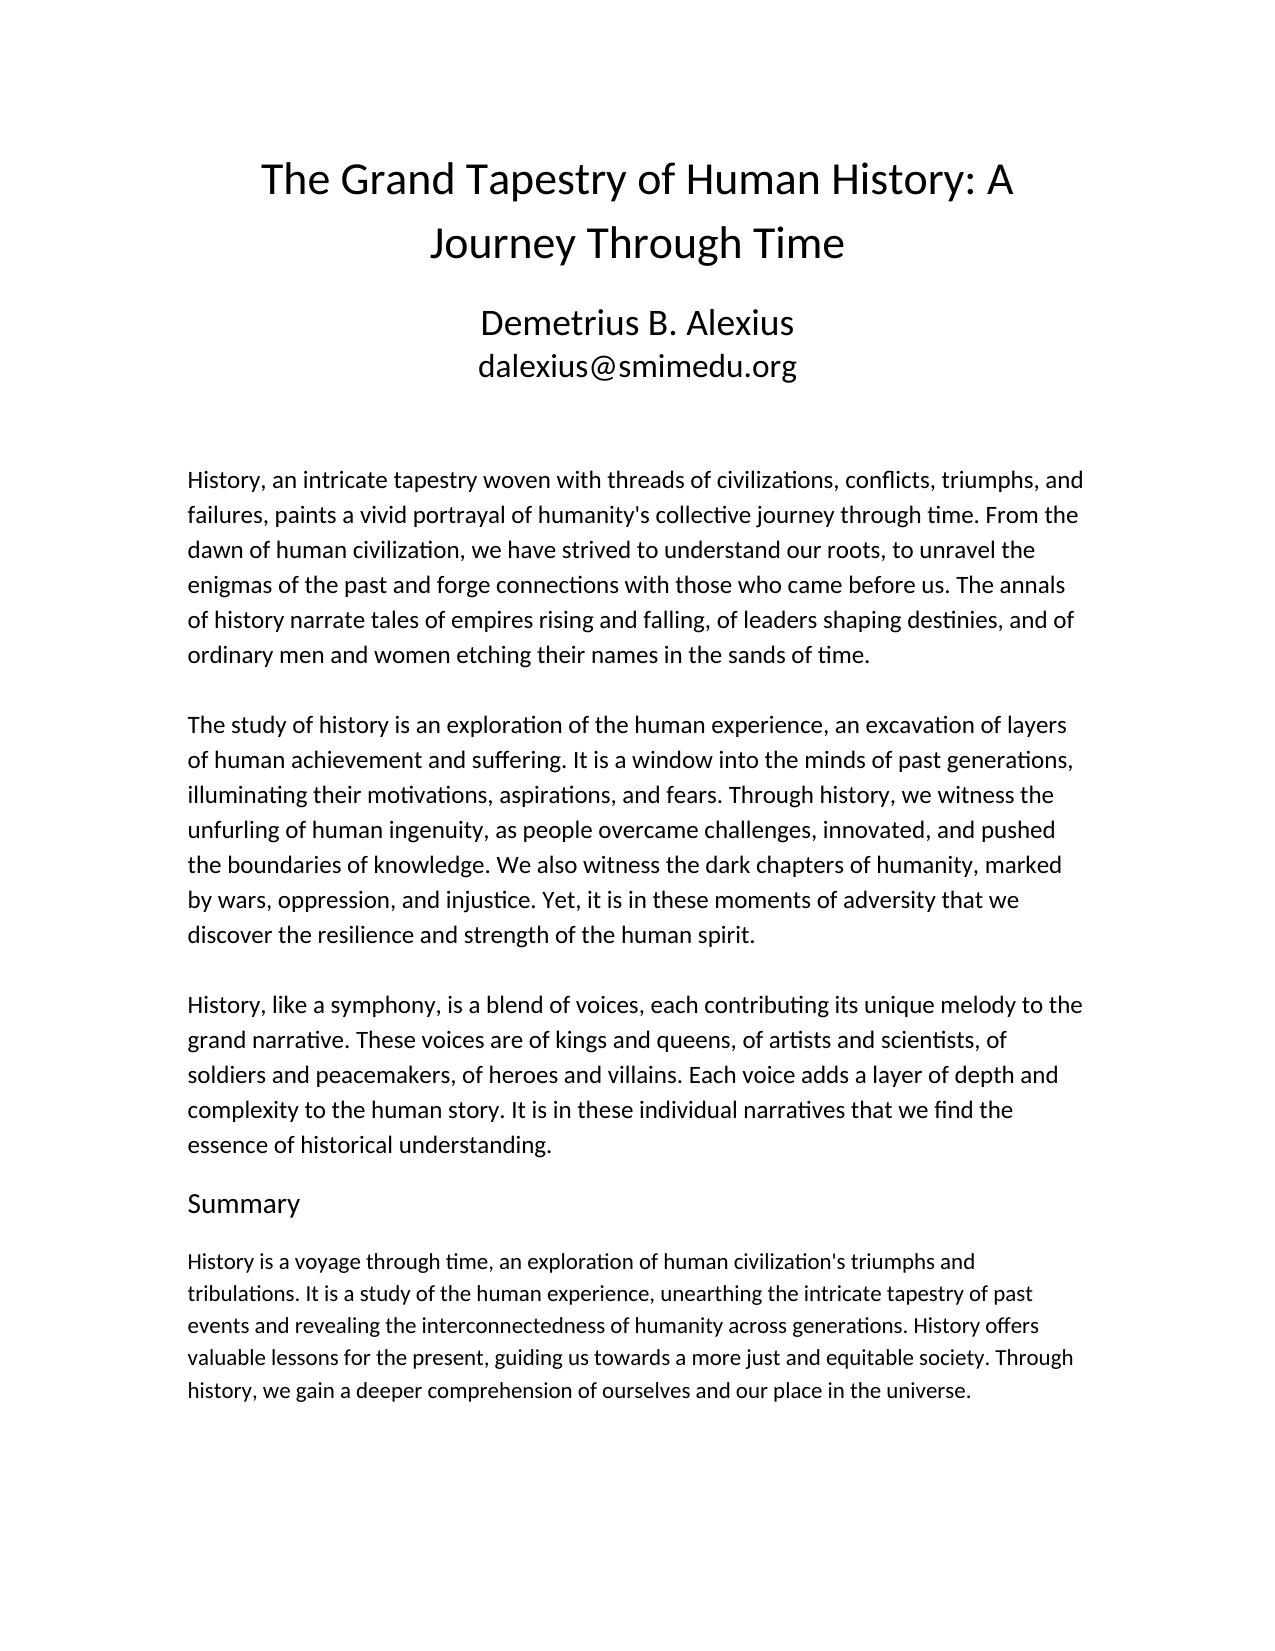 The Grand Tapestry of Human History: A
Journey Through Time
Demetrius B. Alexius
dalexius@smimedu.org
History, an intricate tapestry woven with threads of civilizations, conflicts, triumphs, and
failures, paints a vivid portrayal of humanity's collective journey through time. From the
dawn of human civilization, we have strived to understand our roots, to unravel the
enigmas of the past and forge connections with those who came before us. The annals
of history narrate tales of empires rising and falling, of leaders shaping destinies, and of
ordinary men and women etching their names in the sands of time.
The study of history is an exploration of the human experience, an excavation of layers
of human achievement and suffering. It is a window into the minds of past generations,
illuminating their motivations, aspirations, and fears. Through history, we witness the
unfurling of human ingenuity, as people overcame challenges, innovated, and pushed
the boundaries of knowledge. We also witness the dark chapters of humanity, marked
by wars, oppression, and injustice. Yet, it is in these moments of adversity that we
discover the resilience and strength of the human spirit.
History, like a symphony, is a blend of voices, each contributing its unique melody to the
grand narrative. These voices are of kings and queens, of artists and scientists, of
soldiers and peacemakers, of heroes and villains. Each voice adds a layer of depth and
complexity to the human story. It is in these individual narratives that we find the
essence of historical understanding.
Summary
History is a voyage through time, an exploration of human civilization's triumphs and
tribulations. It is a study of the human experience, unearthing the intricate tapestry of past
events and revealing the interconnectedness of humanity across generations. History offers
valuable lessons for the present, guiding us towards a more just and equitable society. Through
history, we gain a deeper comprehension of ourselves and our place in the universe.